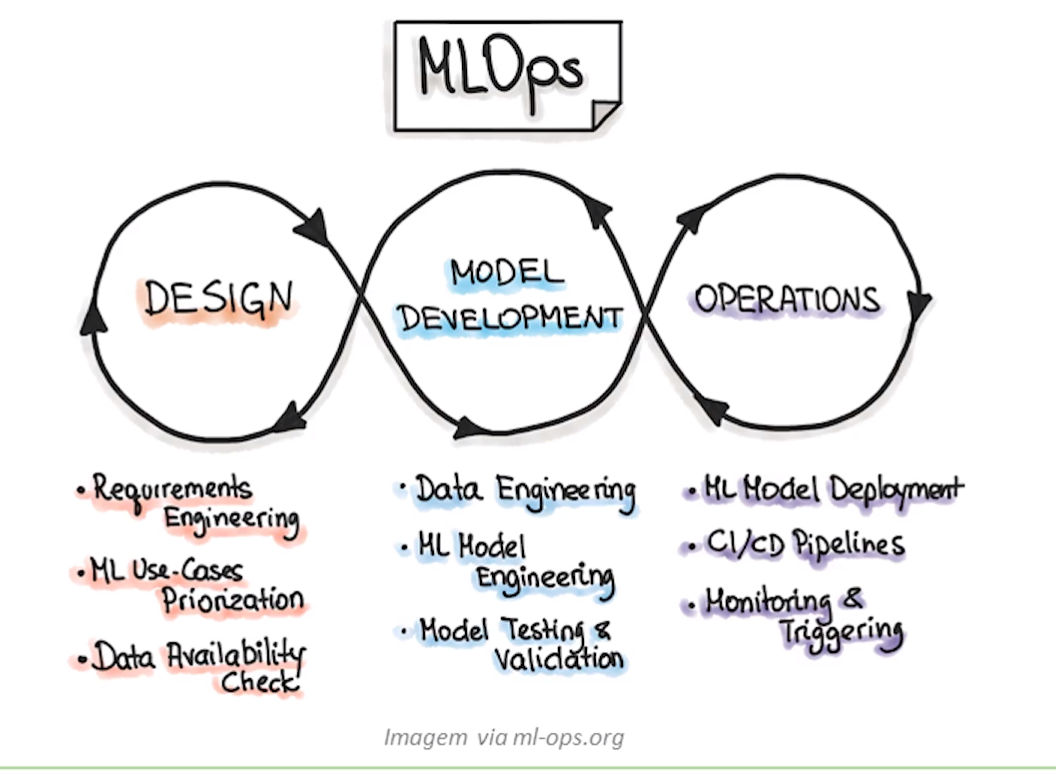 MLOps
DESIGN
MODEL
DEVELOPMENT
OPERATIONS
• Requirements
Engineering
• ML Use-Cases
Priorization
• Data Availability
Check
• Data Engineering
• ML Model
Engineering
• Model Testing &
Validation
• ML Model Deployment
• CI/CD Pipelines
• Monitoring &
Triggering
Imagem via ml-ops.org